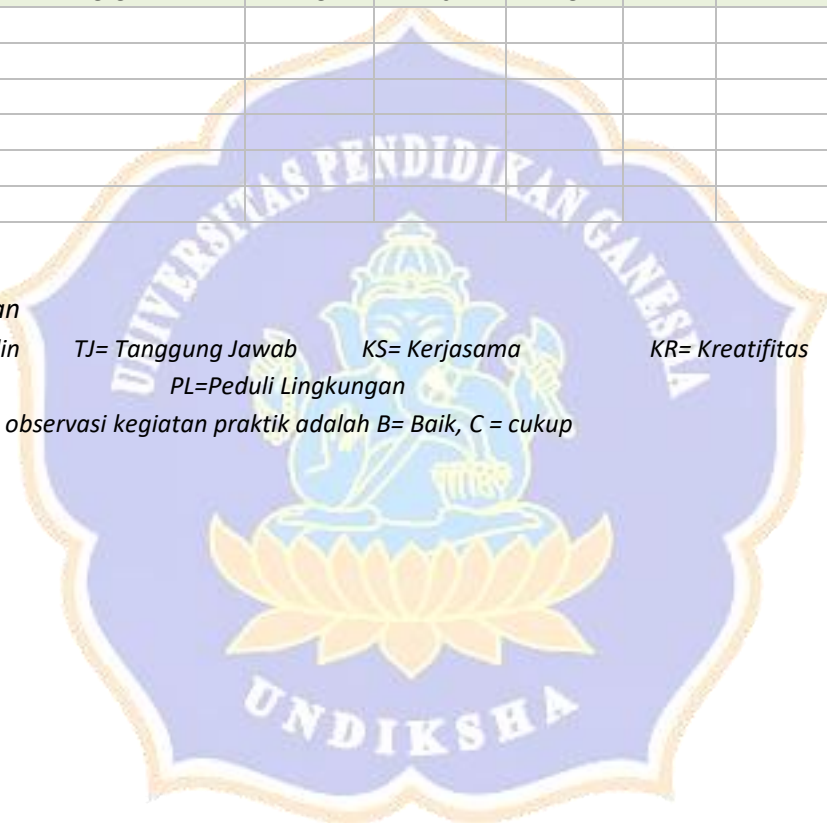 UNIVERSITAS PENDIDIKAN GANESHA
an
lin TJ= Tanggung Jawab KS= Kerjasama KR= Kreatifitas
PL=Peduli Lingkungan
observasi kegiatan praktik adalah B= Baik, C = cukup
UNDIKSHA